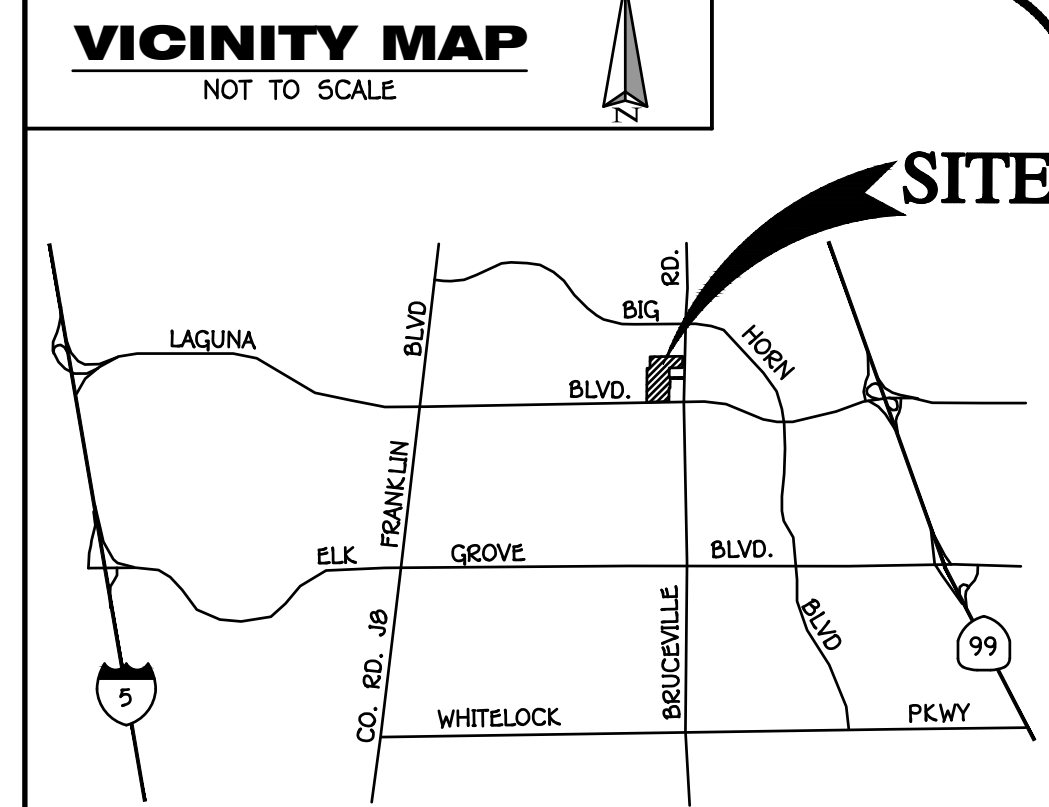 VICINITY MAP
NOT TO SCALE
N
SITE
RD.
BIG
BLVD
LAGUNA
HORN
BLVD.
FRANKLIN
ELK
GROVE
BLVD.
BRUCEVILLE
BLVD
CO. RD. J8
99
5
WHITELOCK
PKWY